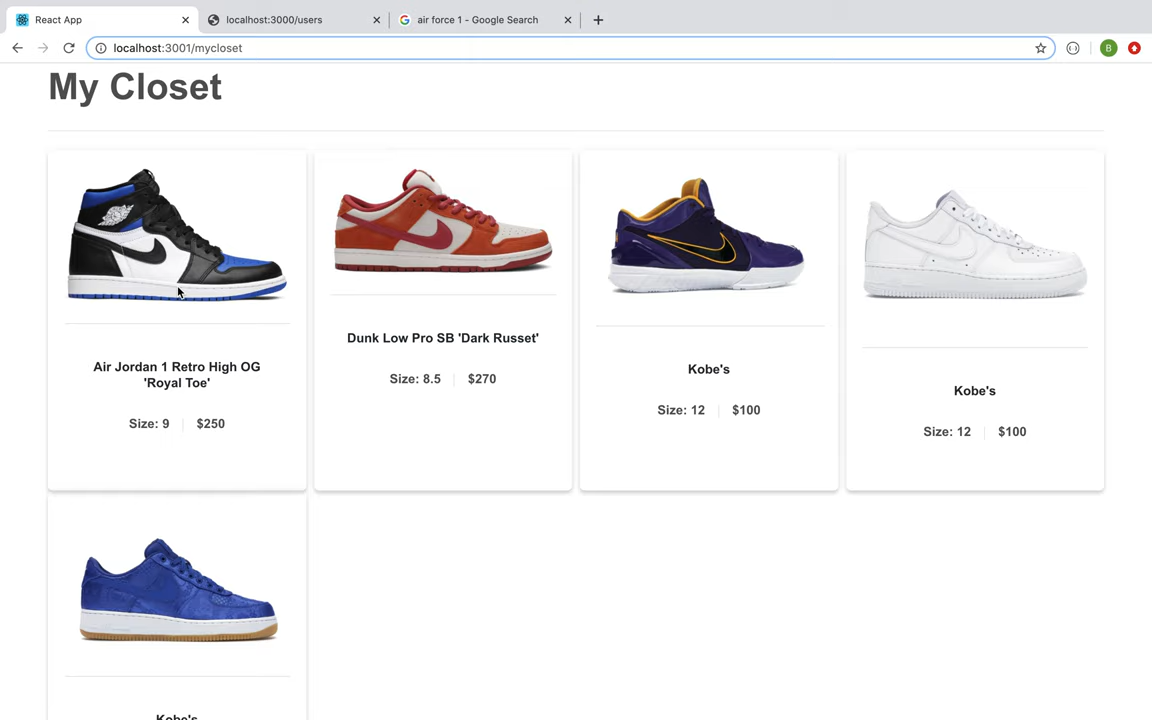 React App
localhost:3000/users
air force 1 - Google Search
localhost:3001/mycloset
B
My Closet
Air Jordan 1 Retro High OG
'Royal Toe'
Size: 9 $250
Dunk Low Pro SB 'Dark Russet'
Size: 8.5 $270
Kobe's
Size: 12 $100
Kobe's
Size: 12 $100
Kobe's